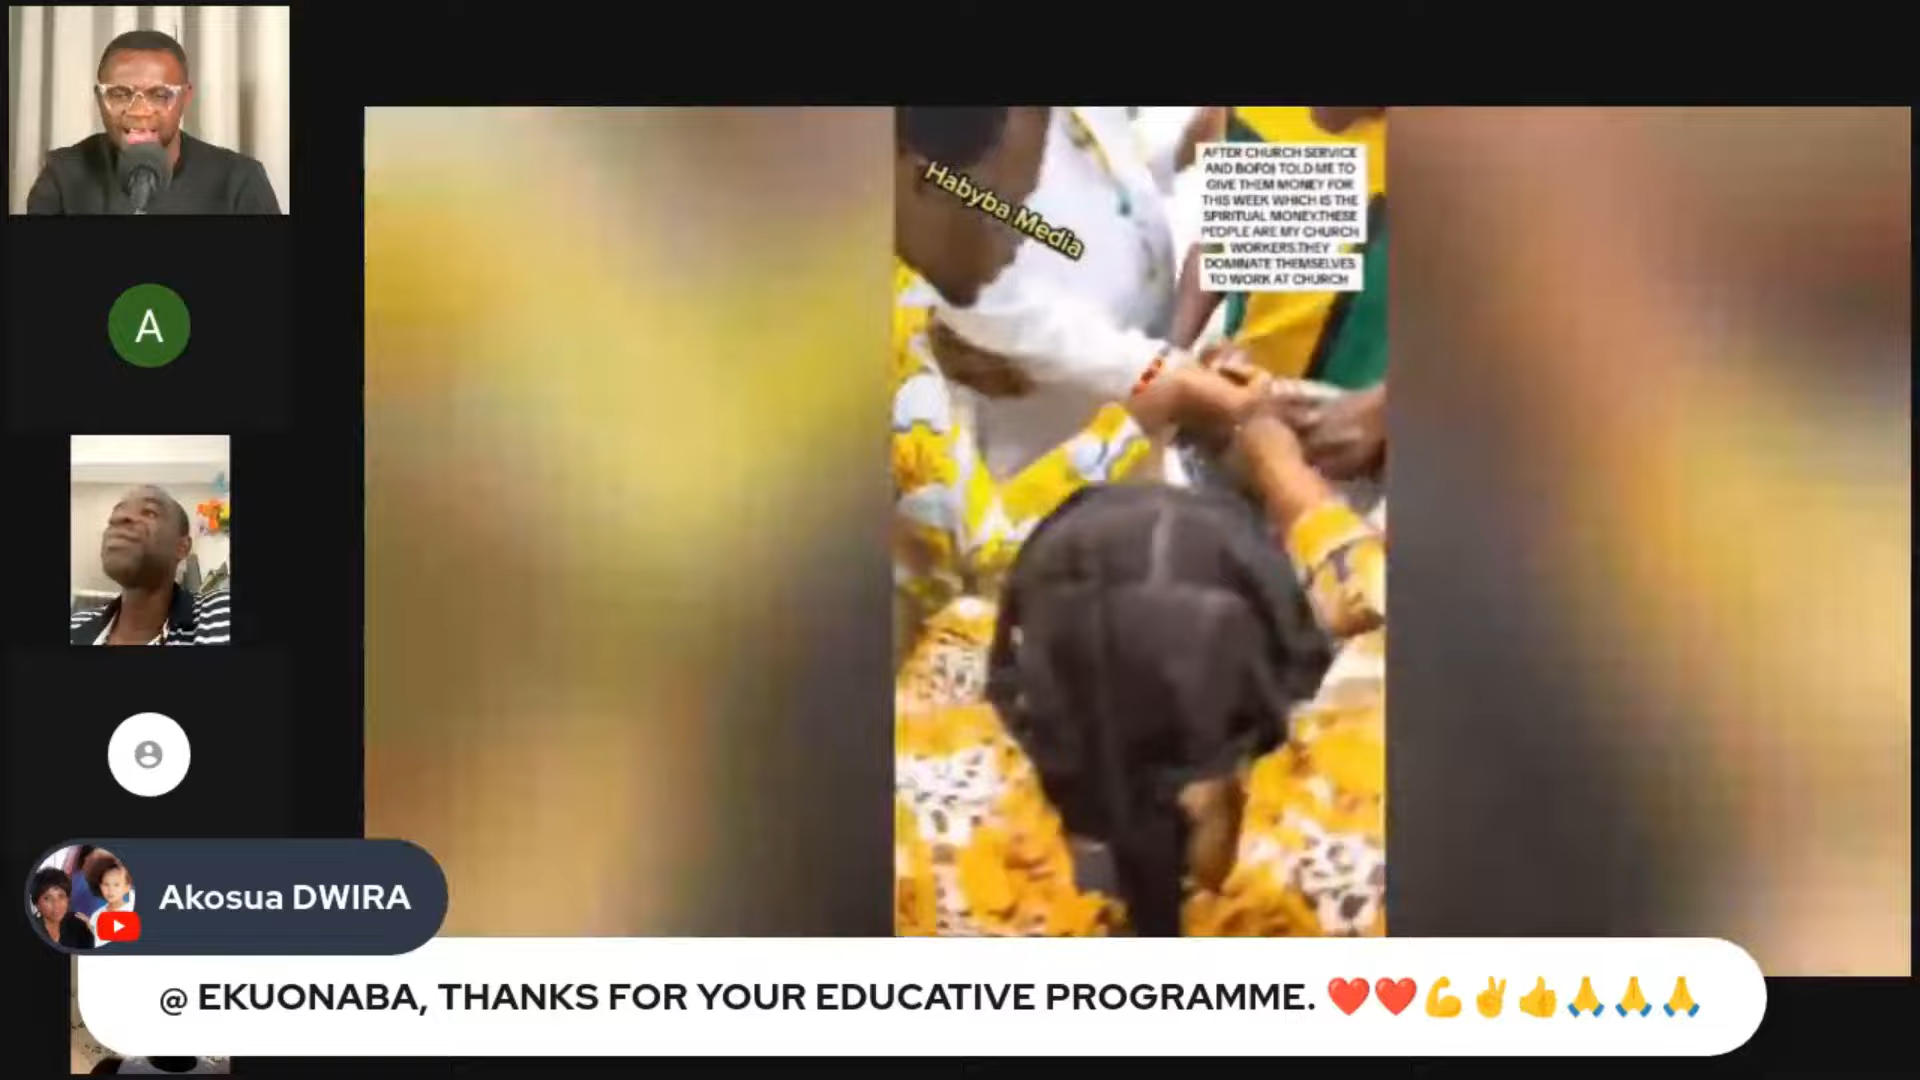 A
Habyba Media
AFTER CHURCH SERVICE
AND BOFOI TOLD ME TO
GIVE THEM MONEY FOR
THIS WEEK WHICH IS THE
SPIRITUAL MONEY.THESE
PEOPLE ARE MY CHURCH
WORKERS.THEY
DOMINATE THEMSELVES
TO WORK AT CHURCH
Akosua DWIRA
@ EKUONABA, THANKS FOR YOUR EDUCATIVE PROGRAMME. ❤️❤️💪✌️👍🙏🙏🙏